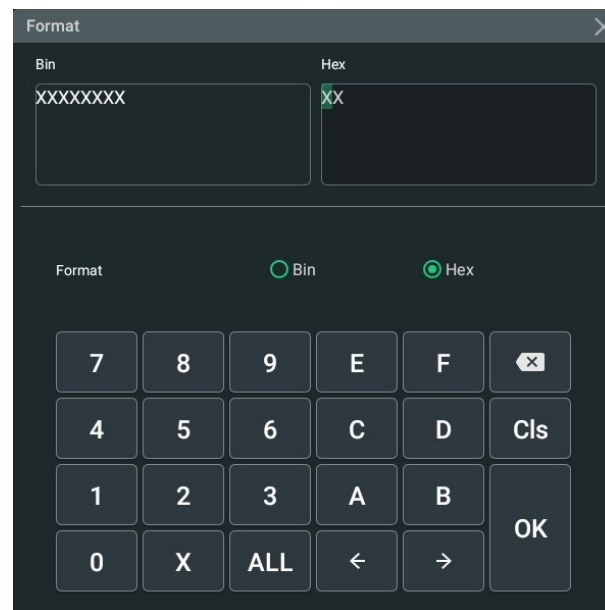 Format
Bin Hex
XXXXXXXX XX
Format Bin Hex
7 8 9 E F
4 5 6 C D Cls
1 2 3 A B
OK
0 X ALL ← →